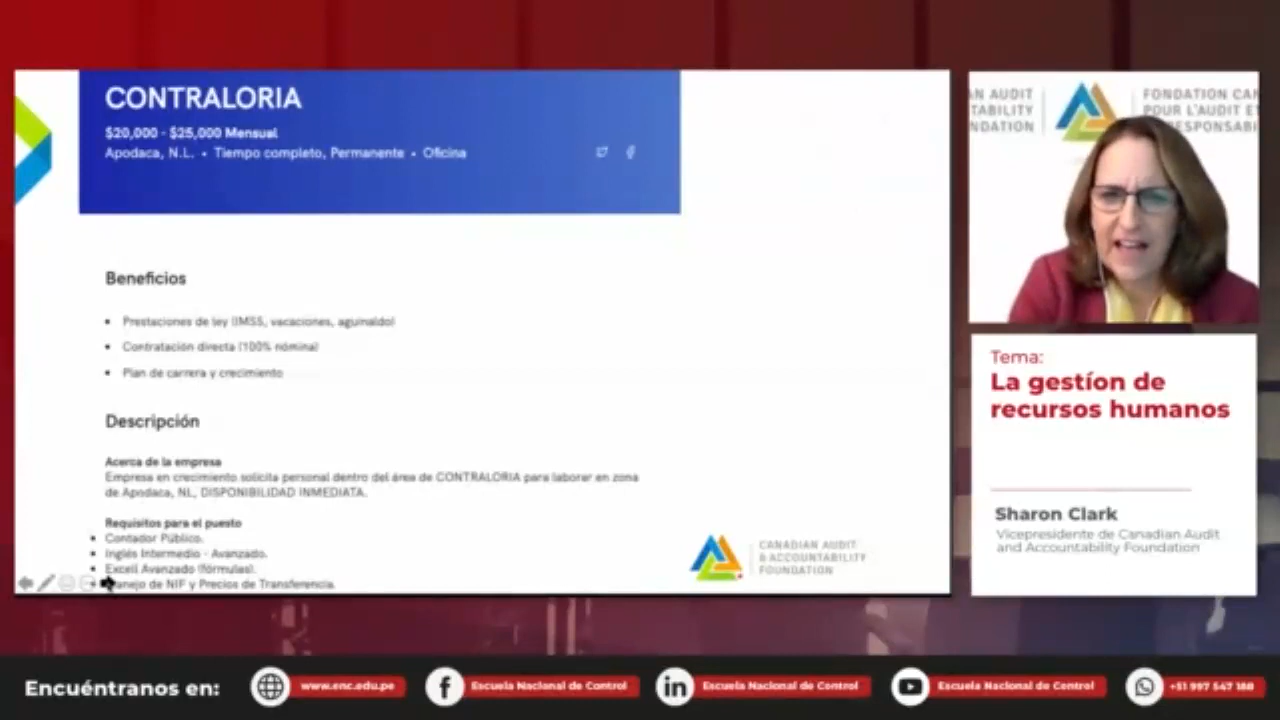 CONTRALORIA
$20,000 - $25,000 Mensual
Apodaca, N.L. • Tiempo completo, Permanente • Oficina
Beneficios
• Prestaciones de ley (IMSS, vacaciones, aguinaldo)
• Contratación directa (100% nómina)
• Plan de carrera y crecimiento
Descripción
Acerca de la empresa
Empresa en crecimiento solicita personal dentro del área de CONTRALORIA para laborar en zona
de Apodaca, NL, DISPONIBILIDAD INMEDIATA.
Requisitos para el puesto
• Contador Público.
• Inglés Intermedio - Avanzado.
• Excell Avanzado (fórmulas).
Manejo de NIF y Precios de Transferencia.
CANADIAN AUDIT
& ACCOUNTABILITY
FOUNDATION
AN AUDIT
TABILITY
NDATION
FONDATION CAN
POUR L'AUDIT ET
RESPONSABI
Tema:
La gestíon de
recursos humanos
Sharon Clark
Vicepresidente de Canadian Audit
and Accountability Foundation
Encuéntranos en:
www.enc.edu.pe
Escuela Nacional de Control
Escuela Nacional de Control
Escuela Nacional de Control
+51 997 547 188